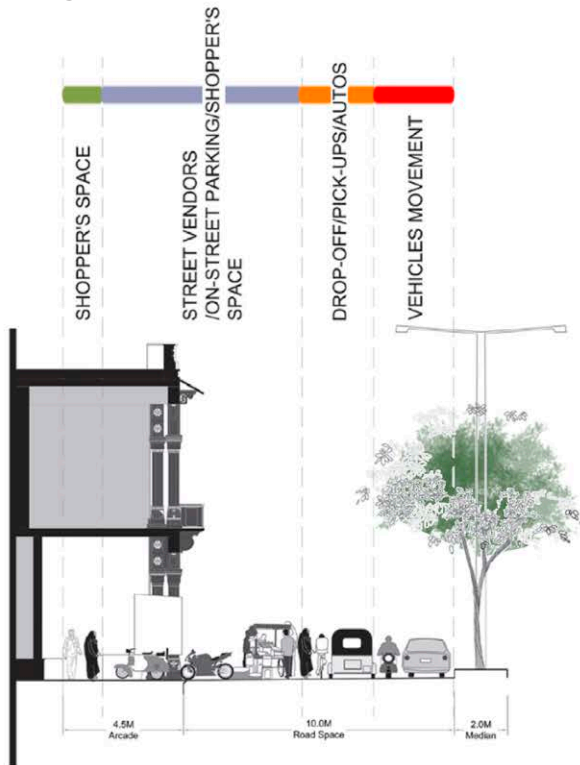 SHOPPER'S SPACE
STREET VENDORS
/ON-STREET PARKING/SHOPPER'S
SPACE
DROP-OFF/PICK-UPS/AUTOS
VEHICLES MOVEMENT
4.5M
Arcade
10.0M
Road Space
2.0M
Median